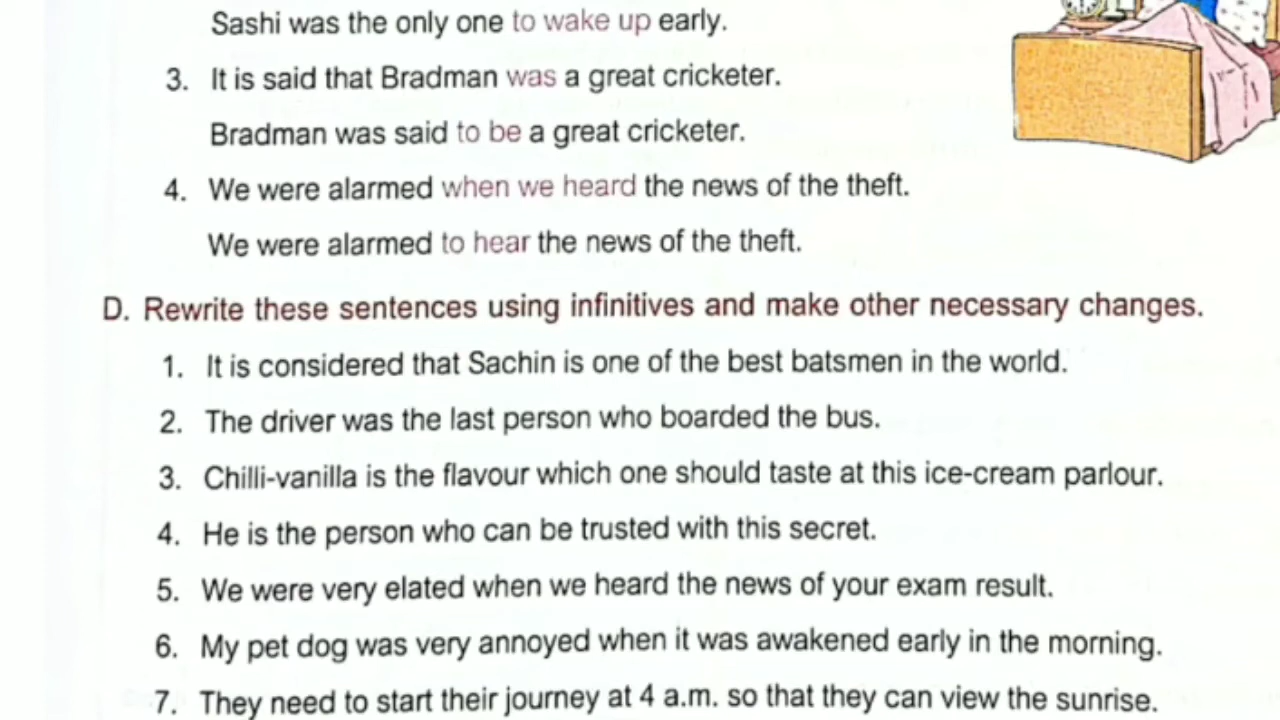 Sashi was the only one to wake up early.
3. It is said that Bradman was a great cricketer.
Bradman was said to be a great cricketer.
4. We were alarmed when we heard the news of the theft.
We were alarmed to hear the news of the theft.
D. Rewrite these sentences using infinitives and make other necessary changes.
1. It is considered that Sachin is one of the best batsmen in the world.
2. The driver was the last person who boarded the bus.
3. Chilli-vanilla is the flavour which one should taste at this ice-cream parlour.
4. He is the person who can be trusted with this secret.
5. We were very elated when we heard the news of your exam result.
6. My pet dog was very annoyed when it was awakened early in the morning.
7. They need to start their journey at 4 a.m. so that they can view the sunrise.